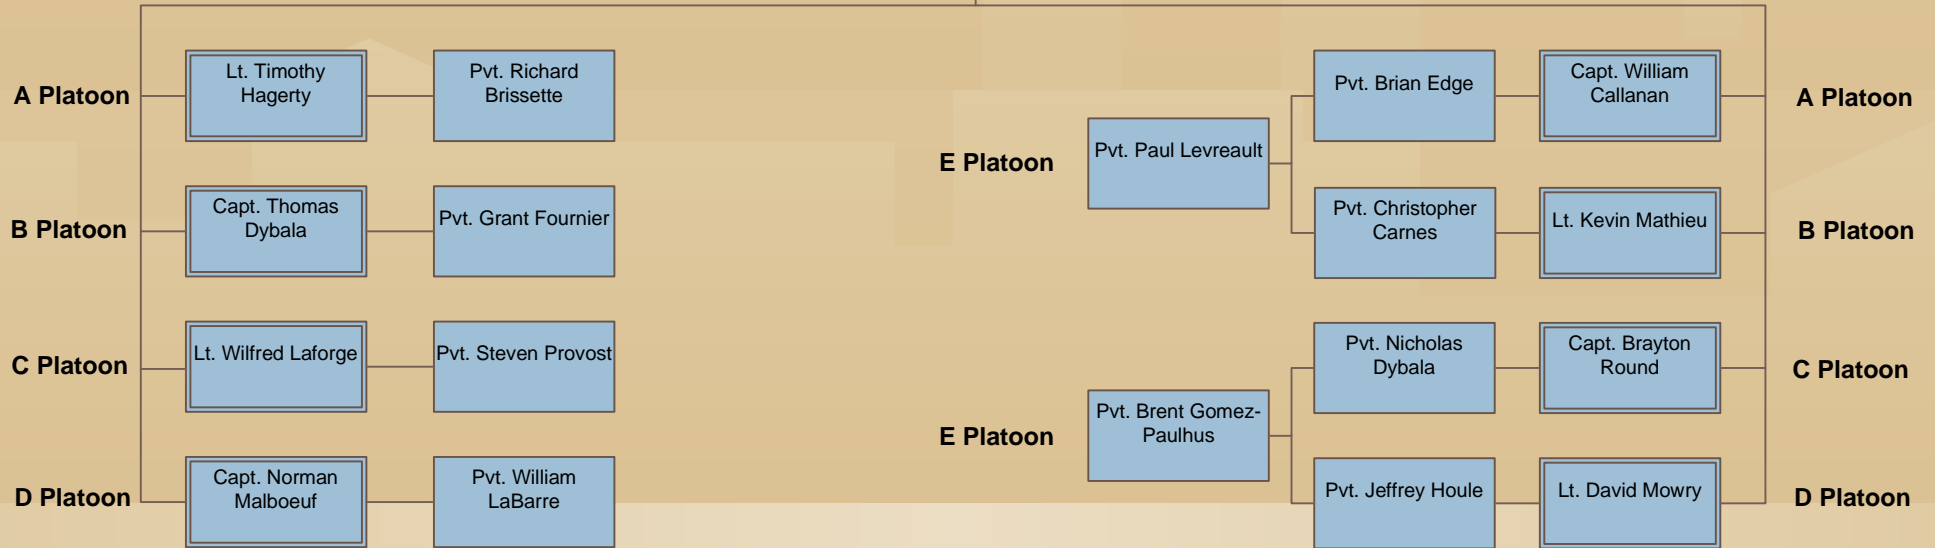 A Platoon
Lt. Timothy
Hagerty
Pvt. Richard
Brissette
B Platoon
Capt. Thomas
Dybala
Pvt. Grant Fournier
C Platoon
Lt. Wilfred Laforge
Pvt. Steven Provost
D Platoon
Capt. Norman
Malboeuf
Pvt. William
LaBarre
E Platoon
Pvt. Paul Levreault
Pvt. Brian Edge
Capt. William
Callanan
A Platoon
Pvt. Christopher
Carnes
Lt. Kevin Mathieu
B Platoon
E Platoon
Pvt. Brent Gomez-
Paulhus
Pvt. Nicholas
Dybala
Capt. Brayton
Round
C Platoon
Pvt. Jeffrey Houle
Lt. David Mowry
D Platoon